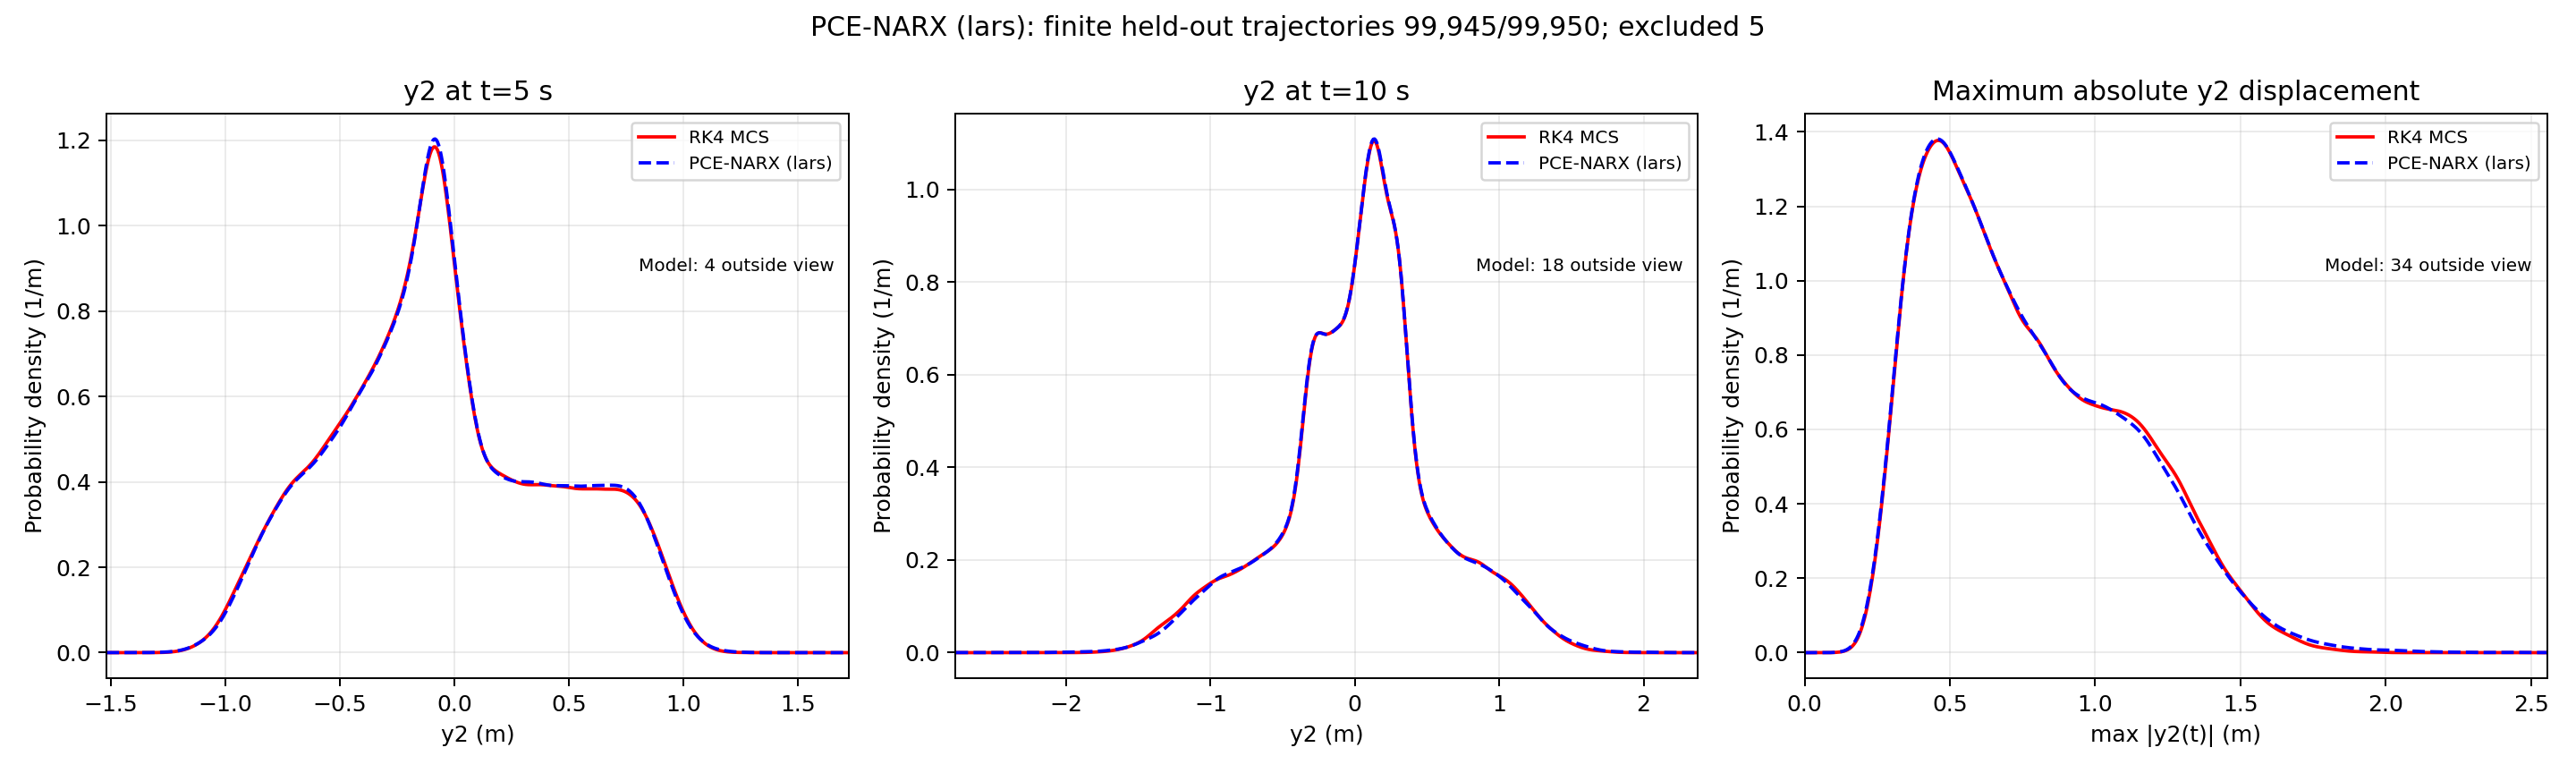 PCE-NARX (lars): finite held-out trajectories 99,945/99,950; excluded 5
y2 at t=5 s
RK4 MCS
PCE-NARX (lars)
Model: 4 outside view
Probability density (1/m)
1.2
1.0
0.8
0.6
0.4
0.2
0.0
−1.5 −1.0 −0.5 0.0 0.5 1.0 1.5
y2 (m)
y2 at t=10 s
RK4 MCS
PCE-NARX (lars)
Model: 18 outside view
Probability density (1/m)
1.0
0.8
0.6
0.4
0.2
0.0
−2 −1 0 1 2
y2 (m)
Maximum absolute y2 displacement
RK4 MCS
PCE-NARX (lars)
Model: 34 outside view
Probability density (1/m)
1.4
1.2
1.0
0.8
0.6
0.4
0.2
0.0
0.0 0.5 1.0 1.5 2.0 2.5
max |y2(t)| (m)